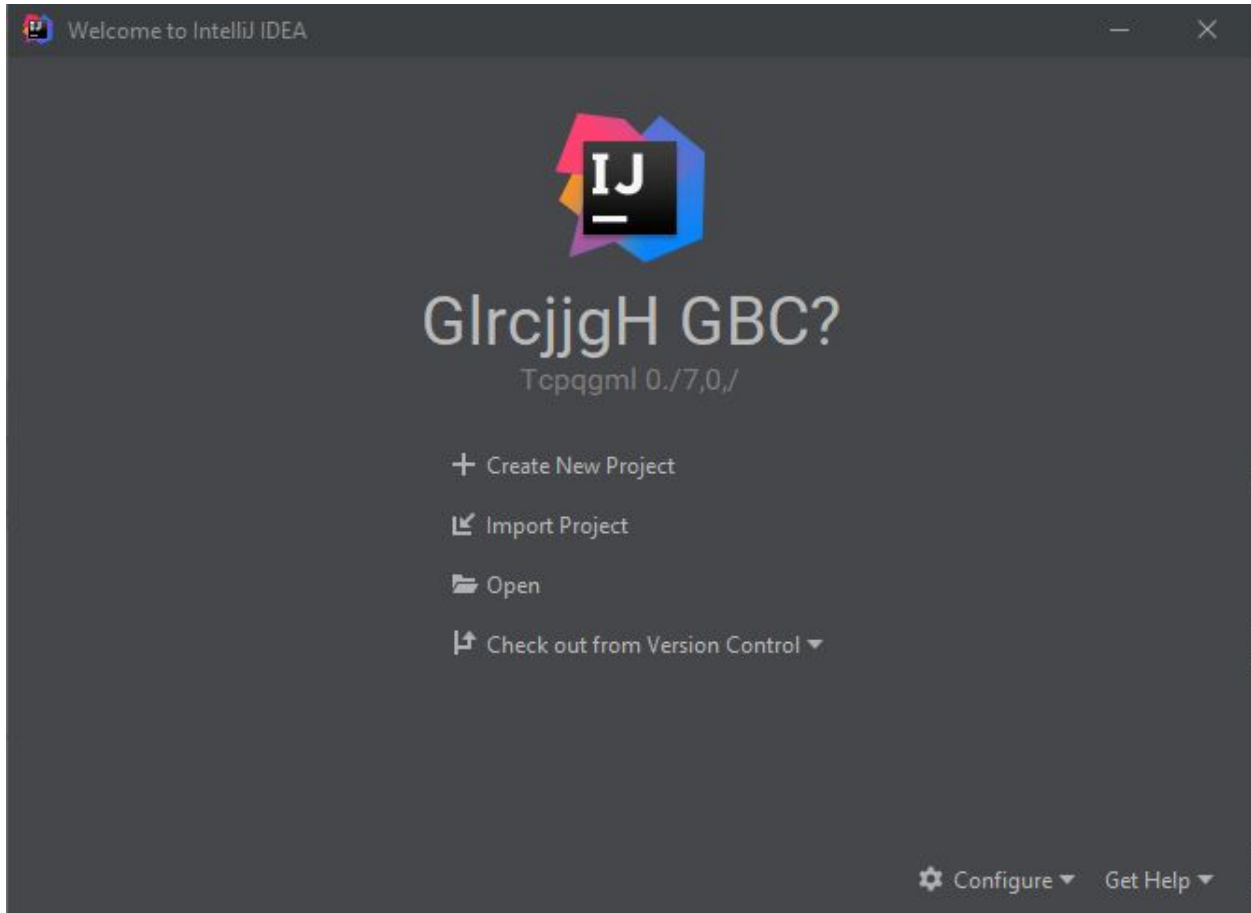 Welcome to IntelliJ IDEA
IJ
GlrcjjgH GBC?
Tcpqgml 0./7,0,/
Create New Project
Import Project
Open
Check out from Version Control
Configure Get Help